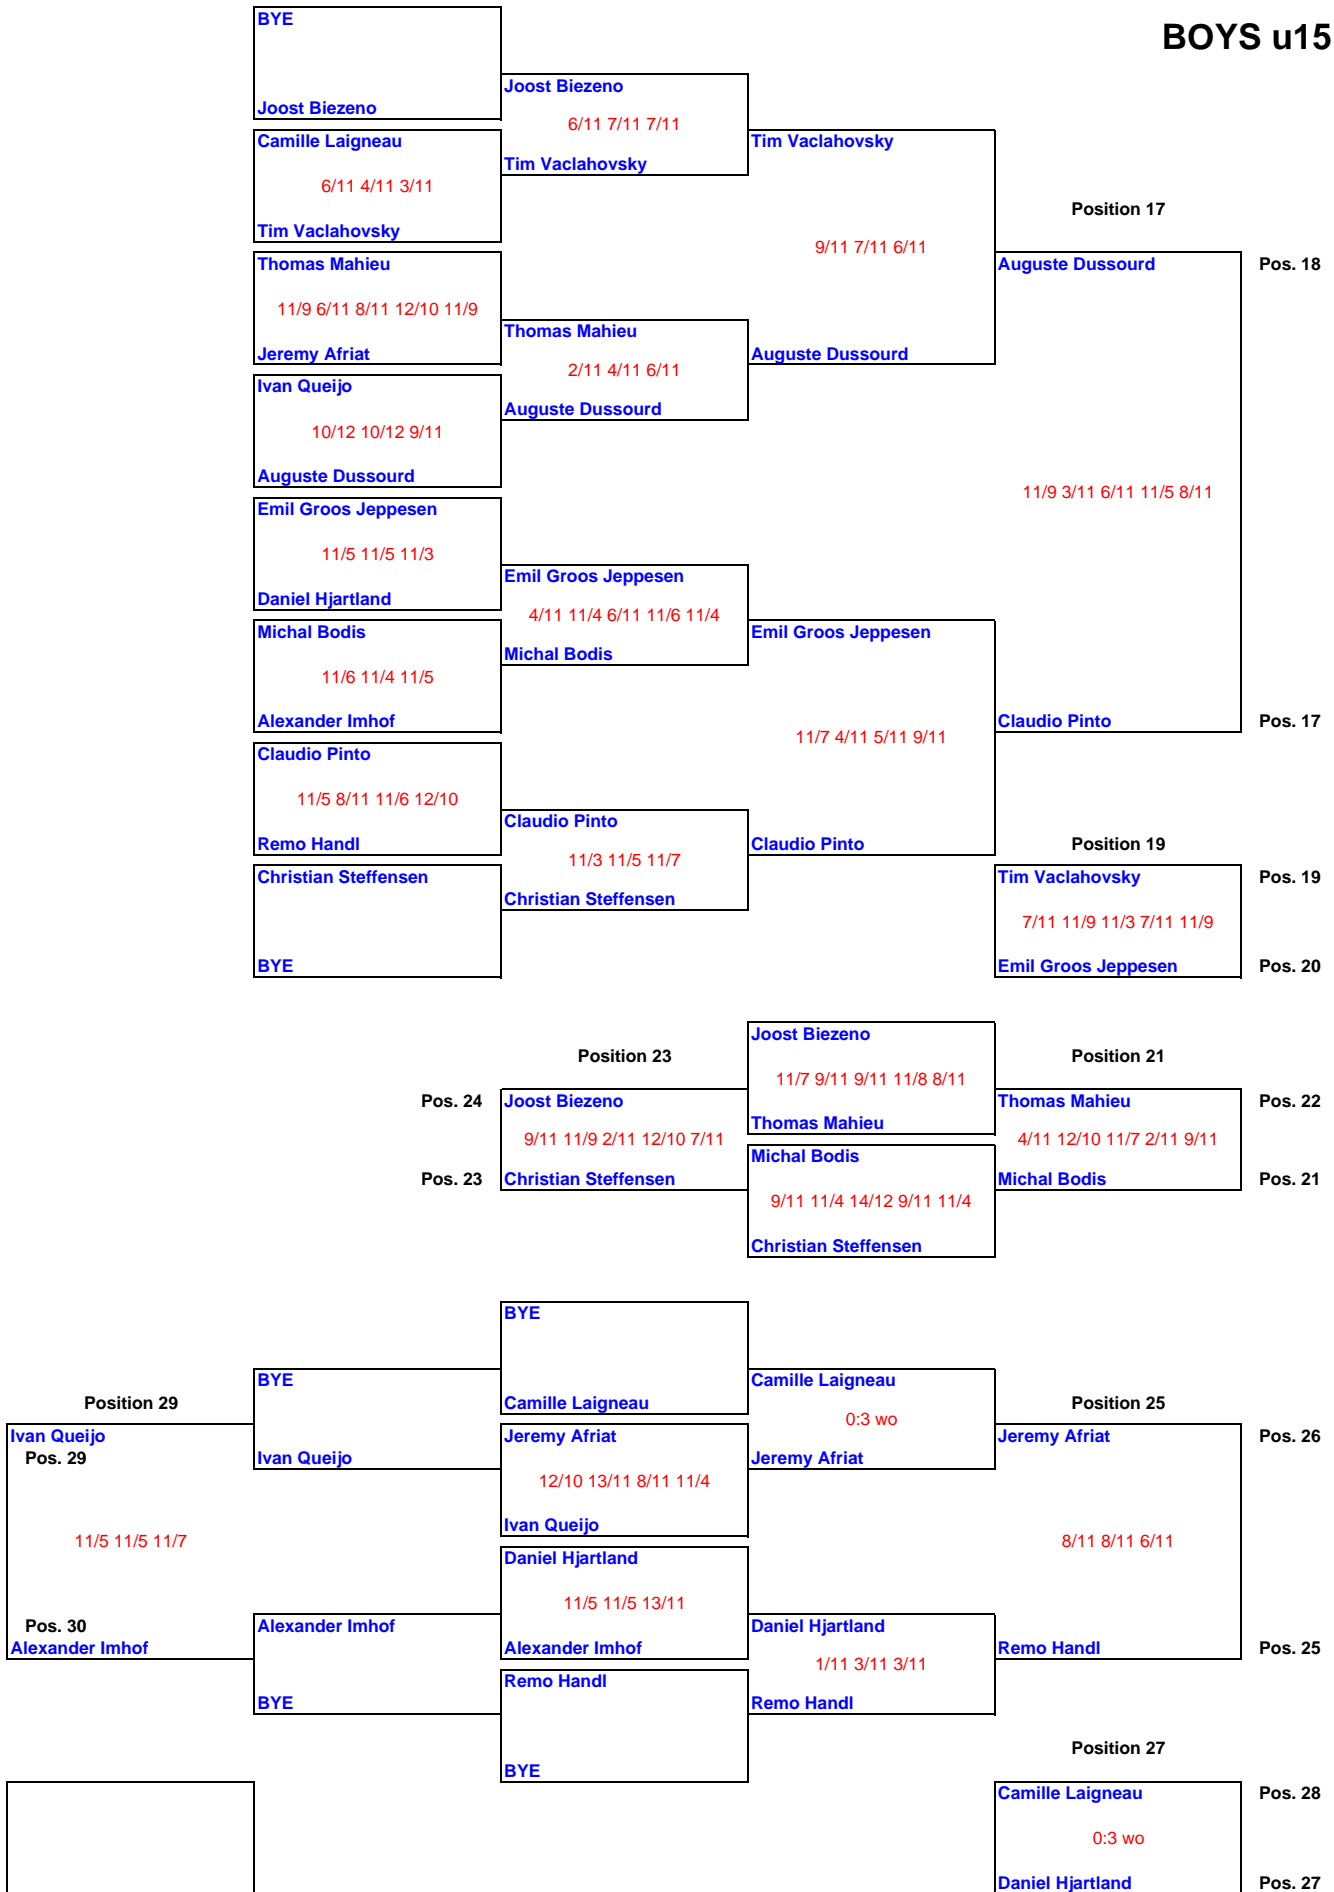 BOYS u15
BYE
Joost Biezeno
Camille Laigneau
6/11 4/11 3/11
Tim Vaclahovsky
Thomas Mahieu
11/9 6/11 8/11 12/10 11/9
Jeremy Afriat
Ivan Queijo
10/12 10/12 9/11
Auguste Dussourd
Emil Groos Jeppesen
11/5 11/5 11/3
Daniel Hjartland
Michal Bodis
11/6 11/4 11/5
Alexander Imhof
Claudio Pinto
11/5 8/11 11/6 12/10
Remo Handl
Christian Steffensen
BYE
Joost Biezeno
6/11 7/11 7/11
Tim Vaclahovsky
Thomas Mahieu
2/11 4/11 6/11
Auguste Dussourd
Emil Groos Jeppesen
4/11 11/4 6/11 11/6 11/4
Michal Bodis
Claudio Pinto
11/3 11/5 11/7
Christian Steffensen
Tim Vaclahovsky
9/11 7/11 6/11
Auguste Dussourd
Emil Groos Jeppesen
11/7 4/11 5/11 9/11
Claudio Pinto
Position 17
Auguste Dussourd
Pos. 18
11/9 3/11 6/11 11/5 8/11
Claudio Pinto
Pos. 17
Position 19
Tim Vaclahovsky
Pos. 19
7/11 11/9 11/3 7/11 11/9
Emil Groos Jeppesen
Pos. 20
Position 23
Pos. 24
Joost Biezeno
9/11 11/9 2/11 12/10 7/11
Pos. 23
Christian Steffensen
Joost Biezeno
11/7 9/11 9/11 11/8 8/11
Thomas Mahieu
Michal Bodis
9/11 11/4 14/12 9/11 11/4
Christian Steffensen
Position 21
Thomas Mahieu
Pos. 22
4/11 12/10 11/7 2/11 9/11
Michal Bodis
Pos. 21
Position 29
Ivan Queijo
Pos. 29
11/5 11/5 11/7
Pos. 30
Alexander Imhof
BYE
Ivan Queijo
Alexander Imhof
BYE
BYE
Camille Laigneau
Jeremy Afriat
12/10 13/11 8/11 11/4
Ivan Queijo
Daniel Hjartland
11/5 11/5 13/11
Alexander Imhof
Remo Handl
BYE
Camille Laigneau
0:3 wo
Jeremy Afriat
Daniel Hjartland
1/11 3/11 3/11
Remo Handl
Position 25
Jeremy Afriat
Pos. 26
8/11 8/11 6/11
Remo Handl
Pos. 25
Position 27
Camille Laigneau
Pos. 28
0:3 wo
Daniel Hjartland
Pos. 27